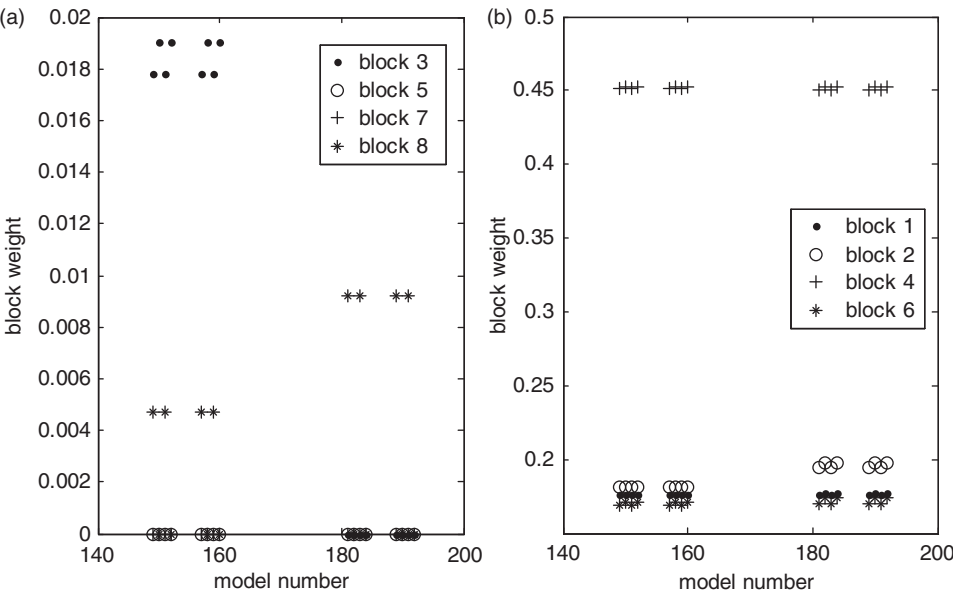 (a)
0.02
0.018
0.016
0.014
0.012
0.01
0.008
0.006
0.004
0.002
0
block weight
140
160
180
200
model number
block 3
block 5
block 7
block 8
(b)
0.5
0.45
0.4
0.35
0.3
0.25
0.2
block weight
140
160
180
200
model number
block 1
block 2
block 4
block 6